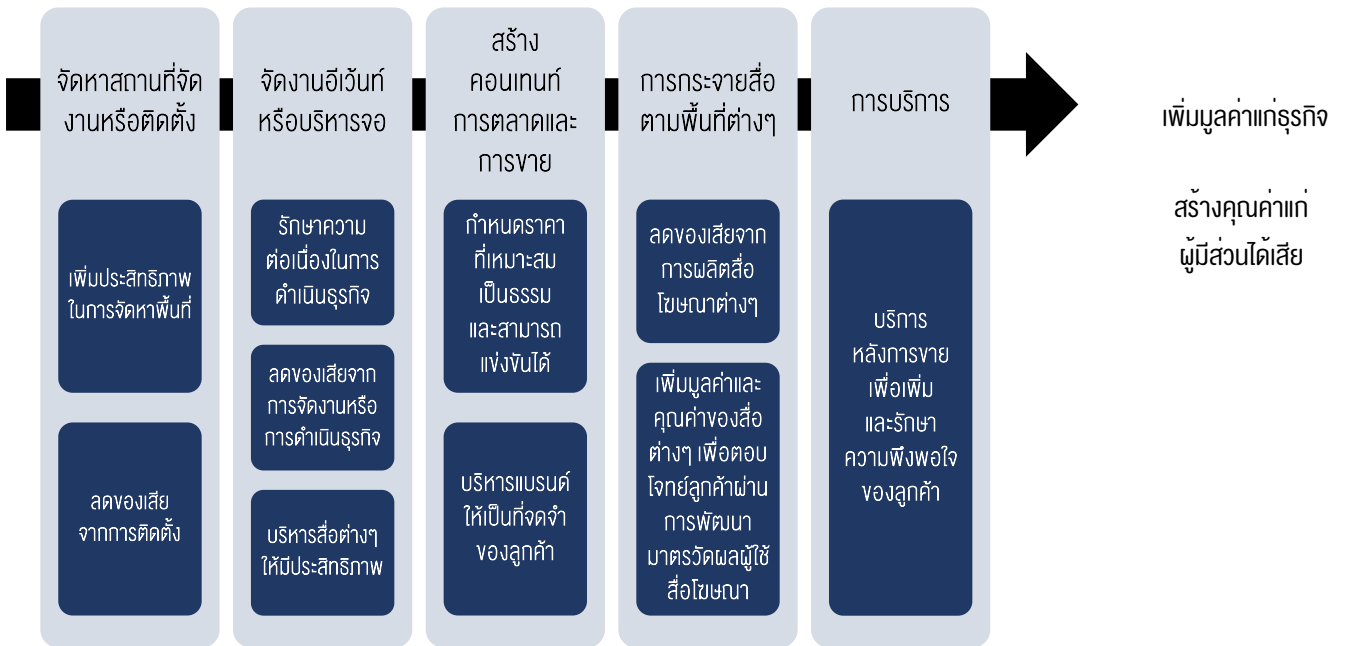 จัดหาสถานที่จัด
งานหรือติดตั้ง
เพิ่มประสิทธิภาพ
ในการจัดหาพื้นที่
ลดของเสีย
จากการติดตั้ง
จัดงานอีเว้นท์
หรือบริหารจอ
รักษาความ
ต่อเนื่องในการ
ดำเนินธุรกิจ
ลดของเสียจาก
การจัดงานหรือ
การดำเนินธุรกิจ
บริหารสื่อต่างๆ
ให้มีประสิทธิภาพ
สร้าง
คอนเทนท์
การตลาดและ
การขาย
กำหนดราคา
ที่เหมาะสม
เป็นธรรม
และสามารถ
แข่งขันได้
บริหารแบรนด์
ให้เป็นที่จดจำ
ของลูกค้า
การกระจายสื่อ
ตามพื้นที่ต่างๆ
ลดของเสียจาก
การผลิตสื่อ
โฆษณาต่างๆ
เพิ่มมูลค่าและ
คุณค่าของสื่อ
ต่างๆ เพื่อตอบ
โจทย์ลูกค้าผ่าน
การพัฒนา
มาตรวัดผลผู้ใช้
สื่อโฆษณา
การบริการ
บริการ
หลังการขาย
เพื่อเพิ่ม
และรักษา
ความพึงพอใจ
ของลูกค้า
เพิ่มมูลค่าแก่ธุรกิจ
สร้างคุณค่าแก่
ผู้มีส่วนได้เสีย